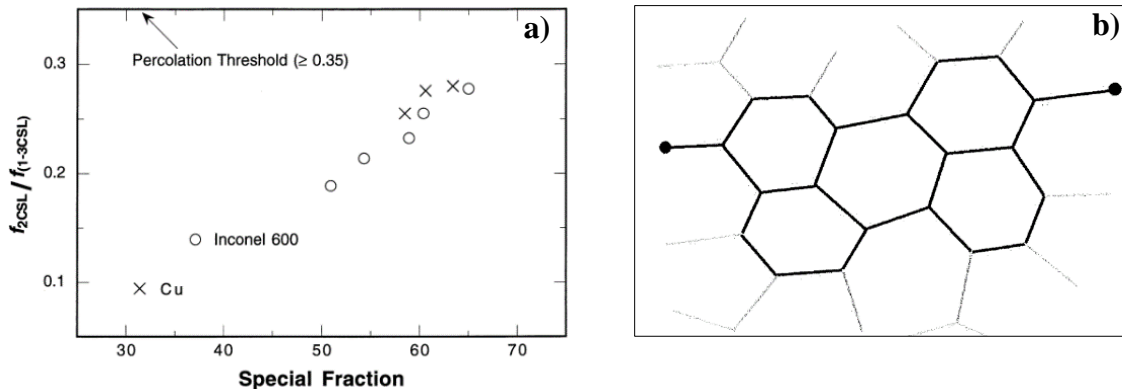 a)
Percolation Threshold (≥ 0.35)
0.3
0.2
0.1
f2CSL / f(1-3CSL)
Inconel 600
Cu
30 40 50 60 70
Special Fraction
b)